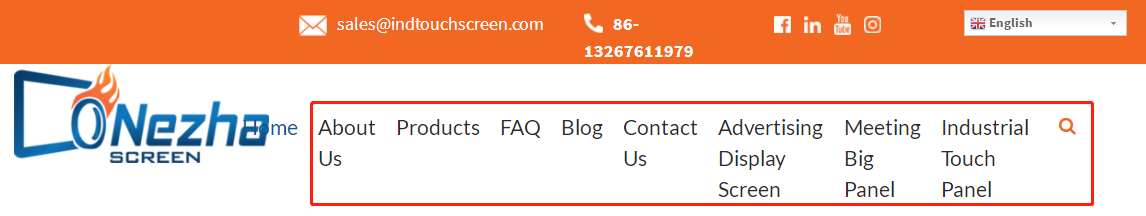 sales@indtouchscreen.com
86-
13267611979
English
Nezha
SCREEN
Home
About
Us
Products
FAQ
Blog
Contact
Us
Advertising
Display
Screen
Meeting
Big
Panel
Industrial
Touch
Panel